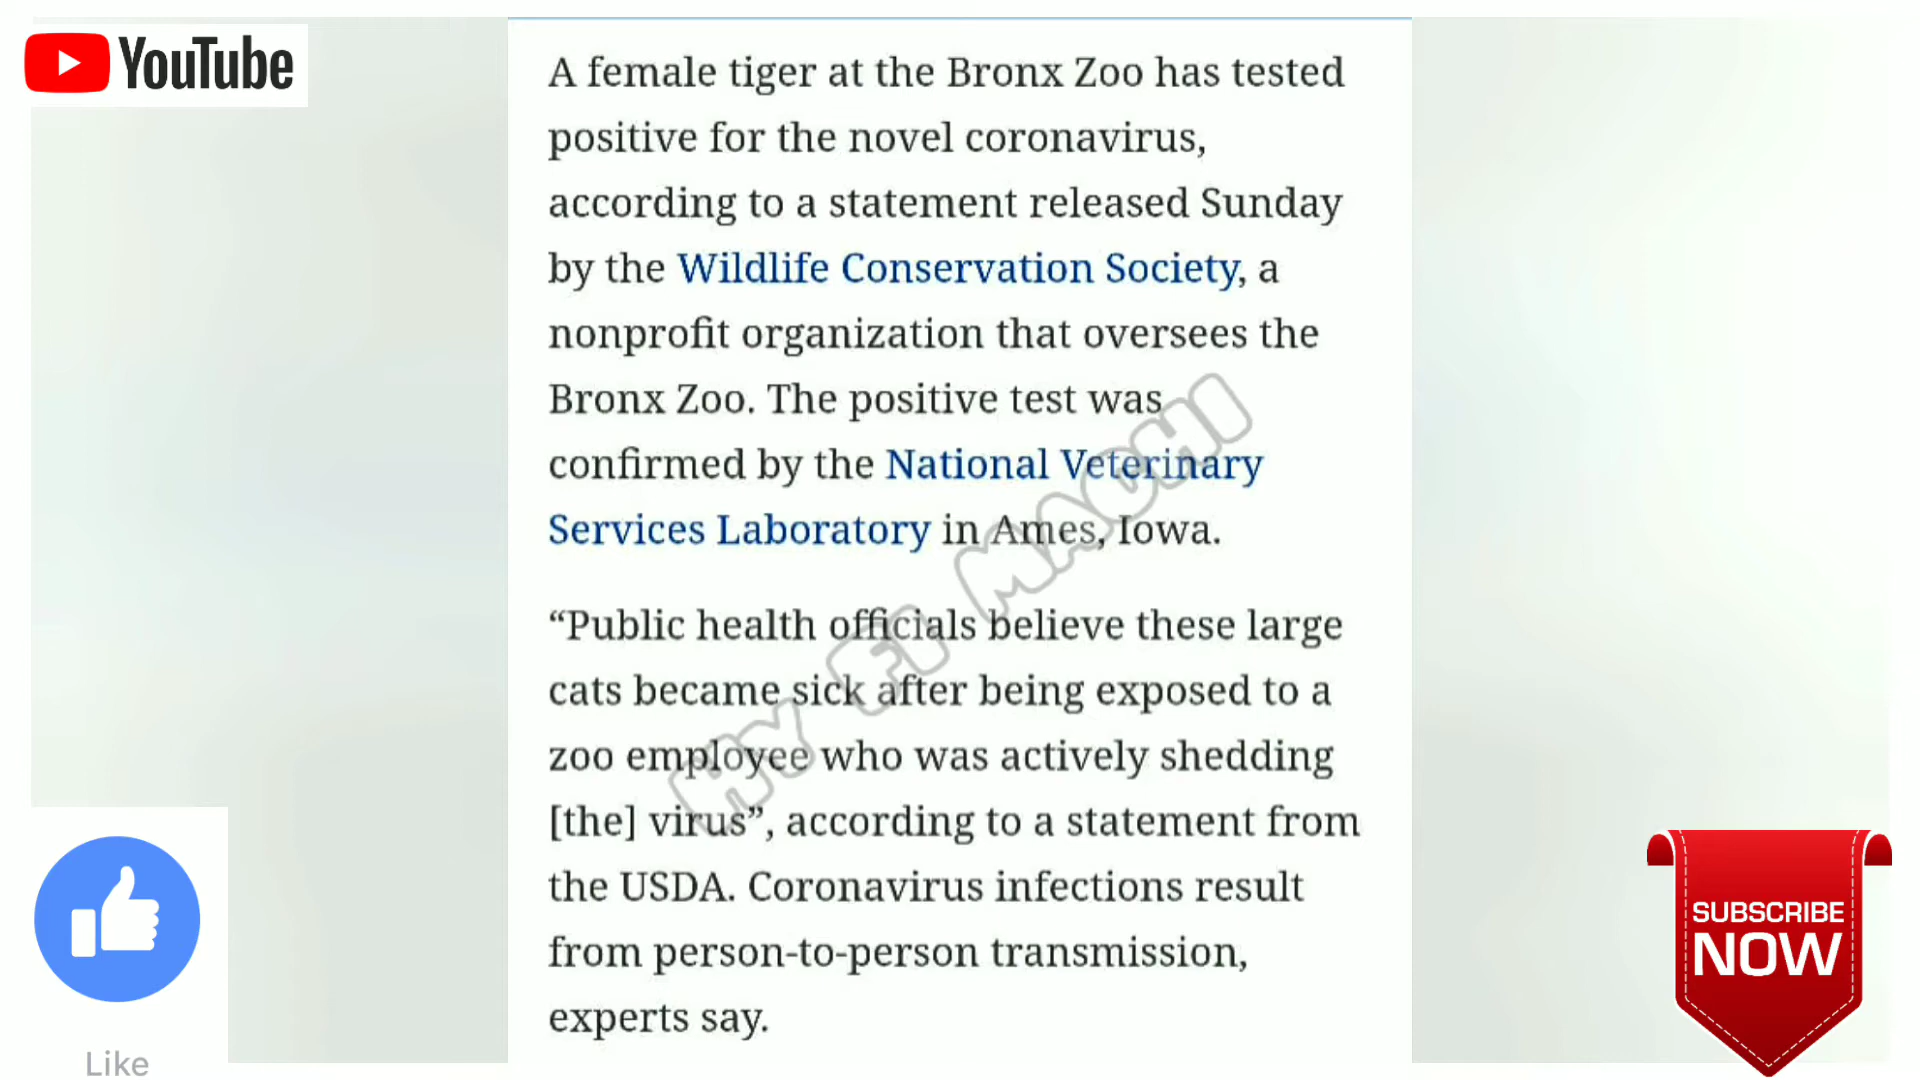 YouTube
A female tiger at the Bronx Zoo has tested
positive for the novel coronavirus,
according to a statement released Sunday
by the Wildlife Conservation Society, a
nonprofit organization that oversees the
Bronx Zoo. The positive test was
confirmed by the National Veterinary
Services Laboratory in Ames, Iowa.
“Public health officials believe these large
cats became sick after being exposed to a
zoo employee who was actively shedding
[the] virus”, according to a statement from
the USDA. Coronavirus infections result
from person-to-person transmission,
experts say.
HY FI MACHI
Like
SUBSCRIBE
NOW